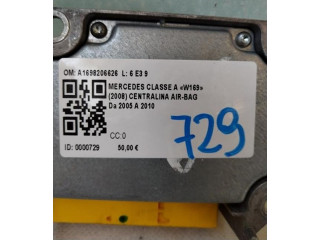 OM: A1698206626 L: 6 E3 9
MERCEDES CLASSE A «W169»
(2008) CENTRALINA AIR-BAG
Da 2005 A 2010
CC:0
729
ID: 0000729 50,00 €